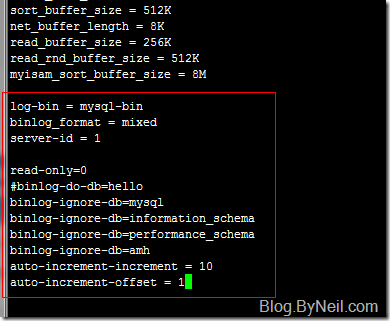 sort_buffer_size = 512K
net_buffer_length = 8K
read_buffer_size = 256K
read_rnd_buffer_size = 512K
myisam_sort_buffer_size = 8M
log-bin = mysql-bin
binlog_format = mixed
server-id = 1
read-only=0
#binlog-do-db=hello
binlog-ignore-db=mysql
binlog-ignore-db=information_schema
binlog-ignore-db=performance_schema
binlog-ignore-db=amh
auto-increment-increment = 10
auto-increment-offset = 1
Blog.ByNeil.com